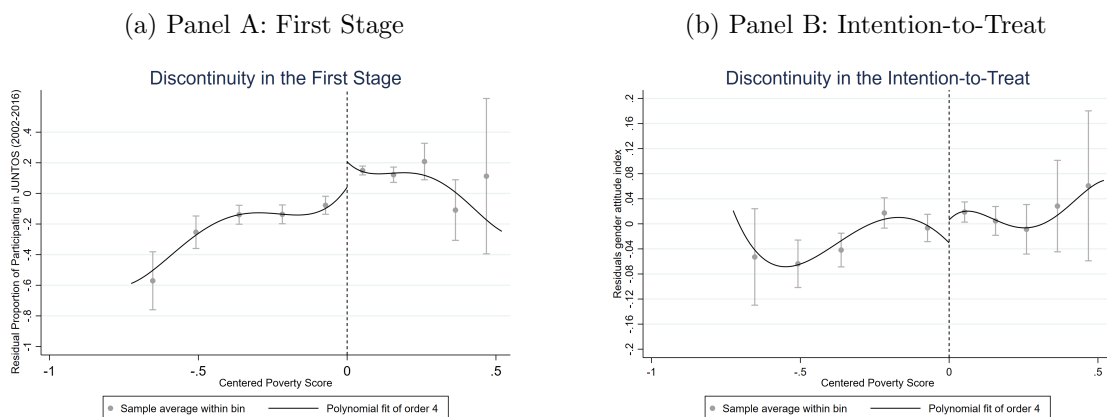 (a) Panel A: First Stage
Discontinuity in the First Stage
Residual Proportion of Participating in JUNTOS (2002-2016)
.4
.2
0
-.2
-.4
-.6
-.8
-1
-1
-.5
0
.5
Centered Poverty Score
Sample average within bin
Polynomial fit of order 4
(b) Panel B: Intention-to-Treat
Discontinuity in the Intention-to-Treat
Residuals gender attitude index
.2
.16
.12
.08
.04
0
-.04
-.08
-.12
-.16
-.2
-1
-.5
0
.5
Centered Poverty Score
Sample average within bin
Polynomial fit of order 4